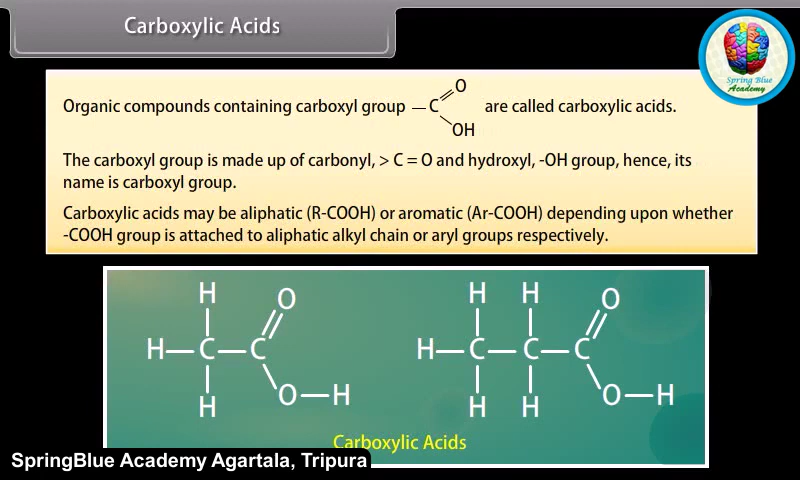 Carboxylic Acids
Spring Blue
Academy
O
Organic compounds containing carboxyl group —C are called carboxylic acids.
OH
The carboxyl group is made up of carbonyl, > C = O and hydroxyl, -OH group, hence, its
name is carboxyl group.
Carboxylic acids may be aliphatic (R-COOH) or aromatic (Ar-COOH) depending upon whether
-COOH group is attached to aliphatic alkyl chain or aryl groups respectively.
H O H H O
H—C—C H—C—C—C
H O—H H H O—H
Carboxylic Acids
SpringBlue Academy Agartala, Tripura